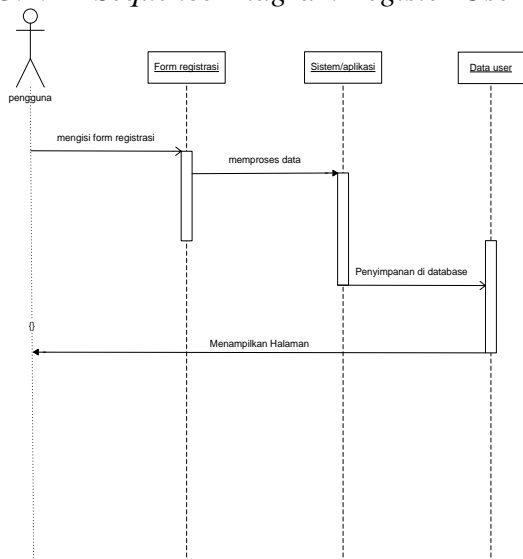 Sequence Diagram Register User
Form registrasi
Sistem/aplikasi
Data user
pengguna
mengisi form registrasi
memproses data
Penyimpanan di database
{}
Menampilkan Halaman